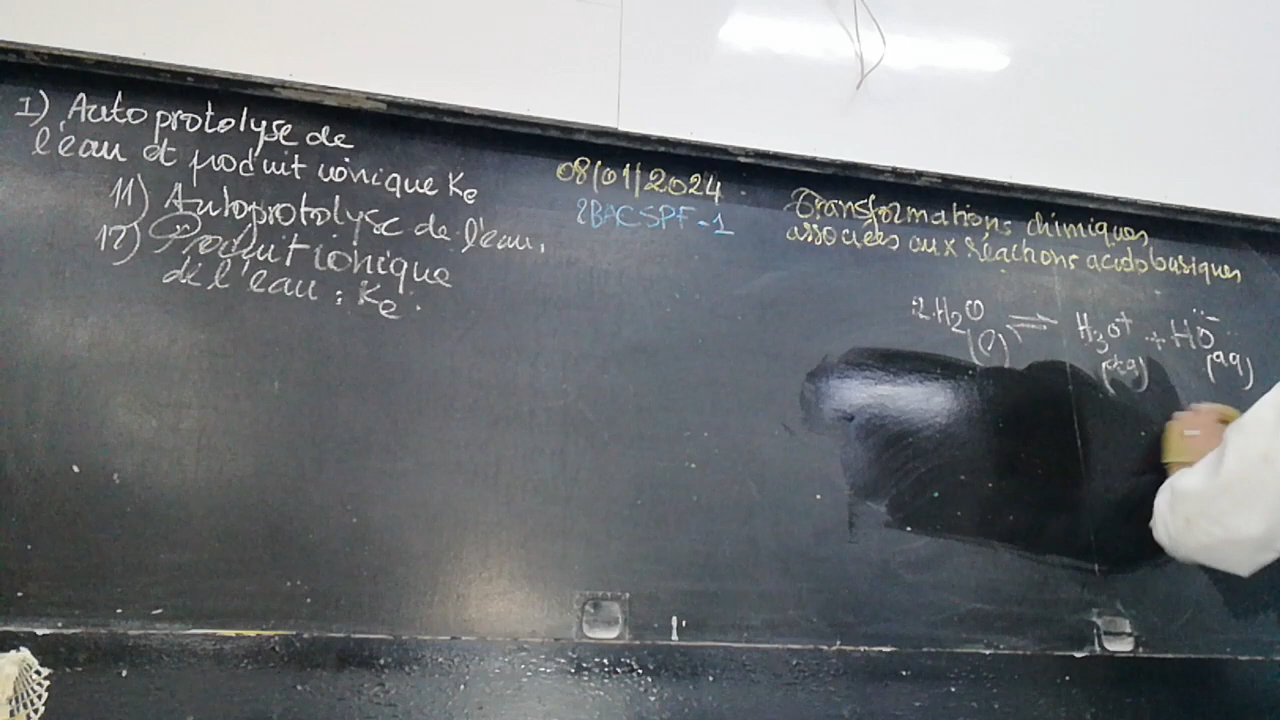 1) Autoprotolyse de
l'eau et produit ionique Ke
11) Autoprotolyse de l'eau.
12) Produit ionique
de l'eau : Ke.
08/01/2024
2BACSPF-1
Transformations chimiques
associées aux réactions acidobasiques
2H₂O ⇌ H₃O⁺ + HO⁻
(l) (aq) (aq)